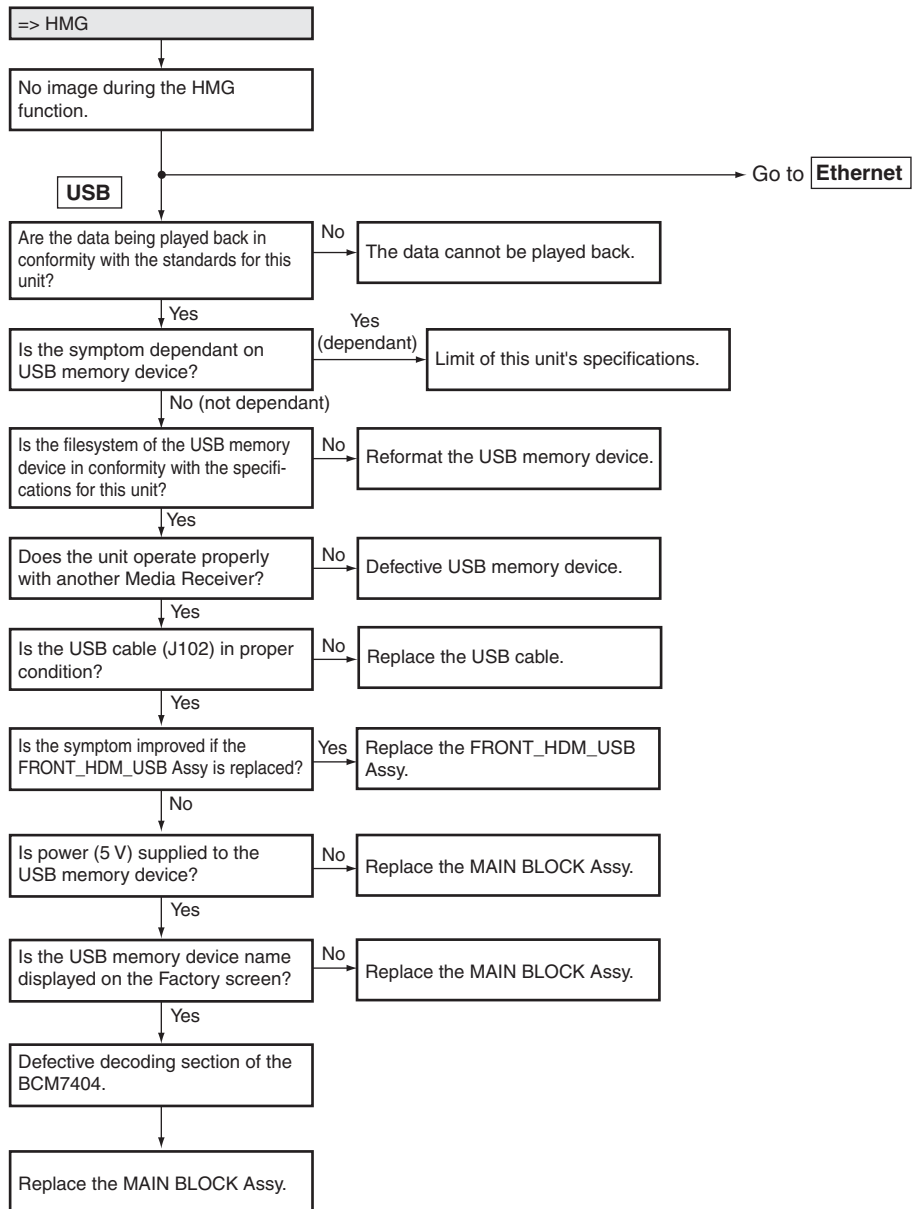 => HMG
No image during the HMG
function.
Go to Ethernet
USB
Are the data being played back in
conformity with the standards for this
unit?
No
The data cannot be played back.
Yes
Is the symptom dependant on
USB memory device?
Yes
(dependant)
Limit of this unit's specifications.
No (not dependant)
Is the filesystem of the USB memory
device in conformity with the specifi-
cations for this unit?
No
Reformat the USB memory device.
Yes
Does the unit operate properly
with another Media Receiver?
No
Defective USB memory device.
Yes
Is the USB cable (J102) in proper
condition?
No
Replace the USB cable.
Yes
Is the symptom improved if the
FRONT_HDM_USB Assy is replaced?
Yes
Replace the FRONT_HDM_USB
Assy.
No
Is power (5 V) supplied to the
USB memory device?
No
Replace the MAIN BLOCK Assy.
Yes
Is the USB memory device name
displayed on the Factory screen?
No
Replace the MAIN BLOCK Assy.
Yes
Defective decoding section of the
BCM7404.
Replace the MAIN BLOCK Assy.